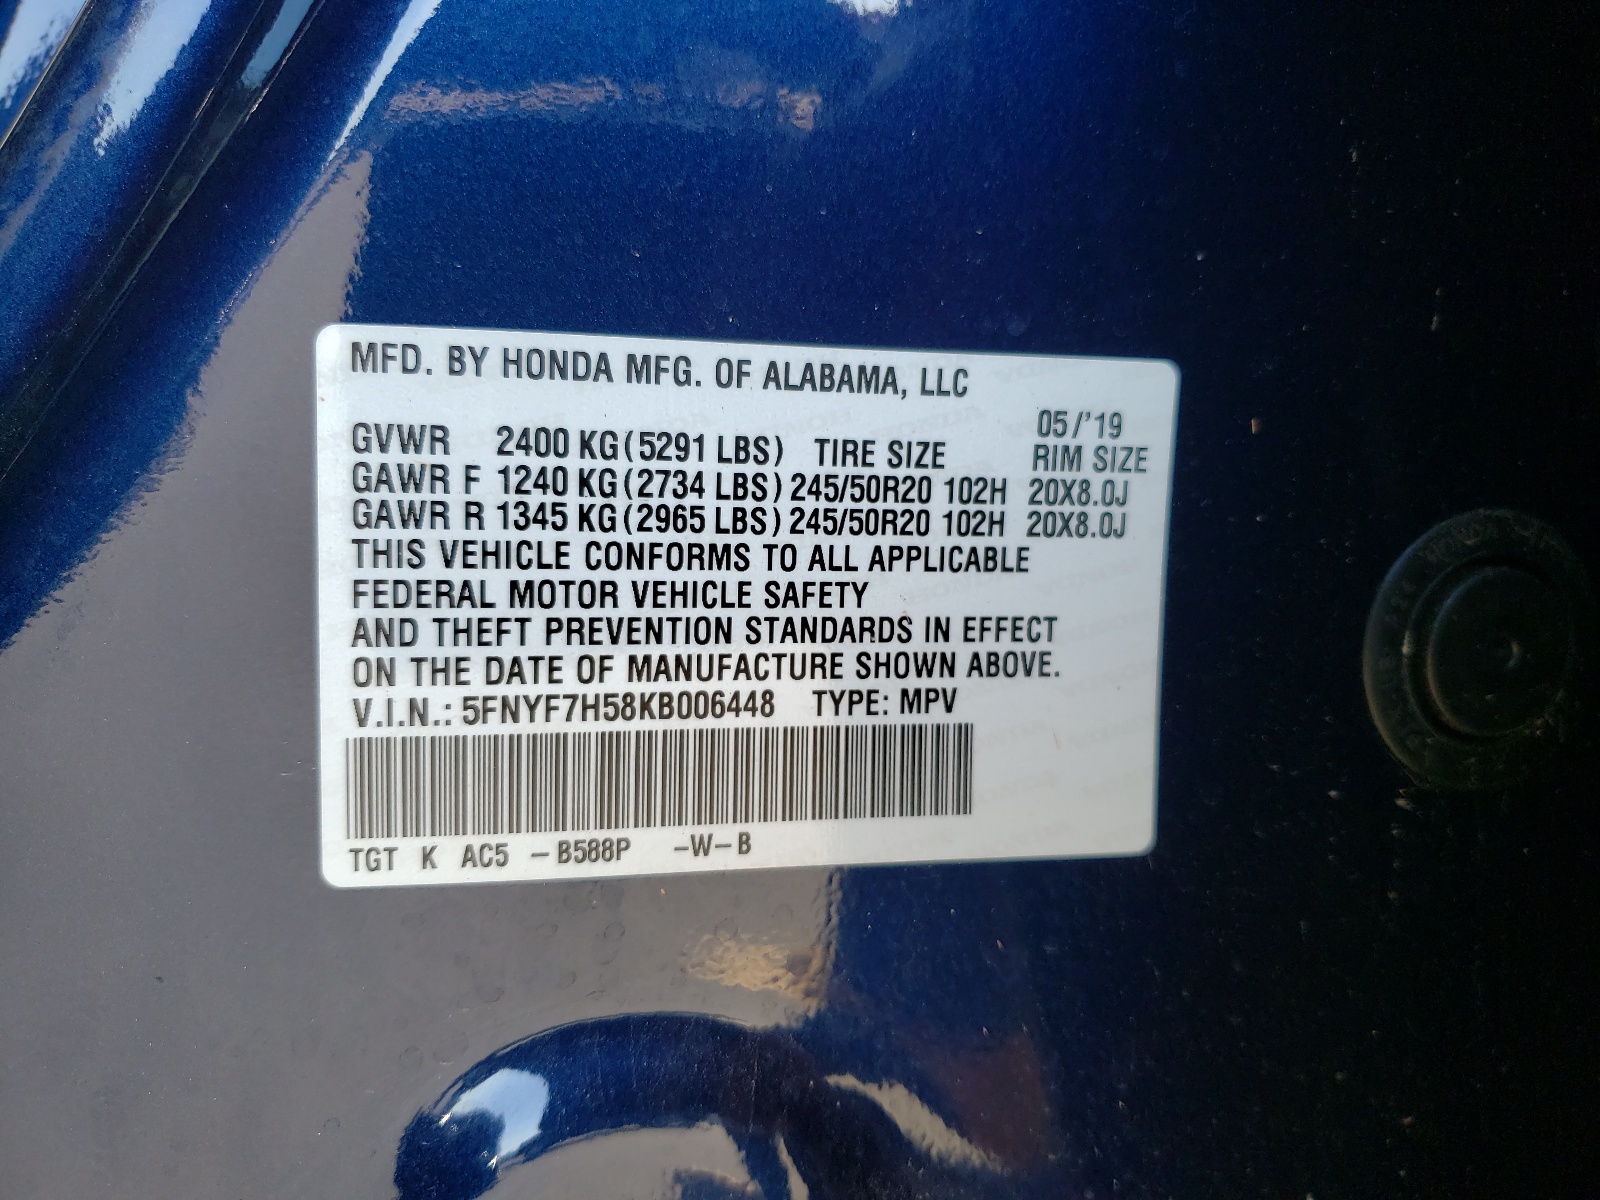 MFD. BY HONDA MFG. OF ALABAMA, LLC
05/'19
GVWR 2400 KG(5291 LBS) TIRE SIZE RIM SIZE
GAWR F 1240 KG(2734 LBS) 245/50R20 102H 20X8.0J
GAWR R 1345 KG(2965 LBS) 245/50R20 102H 20X8.0J
THIS VEHICLE CONFORMS TO ALL APPLICABLE
FEDERAL MOTOR VEHICLE SAFETY
AND THEFT PREVENTION STANDARDS IN EFFECT
ON THE DATE OF MANUFACTURE SHOWN ABOVE.
V.I.N.: 5FNYF7H58KB006448 TYPE: MPV
TGT K AC5 -B588P -W-B